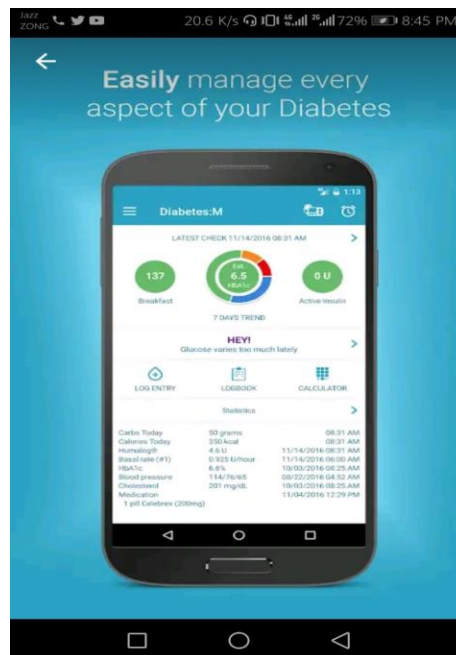 Jazz
ZONG 20.6 K/s 4G 2G 72% 8:45 PM
Easily manage every
aspect of your Diabetes
1:13
Diabetes:M
LATEST CHECK 11/14/2016 08:31 AM
137 Est. 6.5 HbA1c 0 U
Breakfast Active Insulin
7 DAYS TREND
HEY!
Glucose varies too much lately
LOG ENTRY LOGBOOK CALCULATOR
Statistics
Carbs Today 50 grams 08:31 AM
Calories Today 350 kcal 08:31 AM
Humalog® 4.6 U 11/14/2016 08:31 AM
Basal rate (#1) 0.925 U/hour 11/14/2016 06:00 AM
HbA1c 6.6% 10/03/2016 08:25 AM
Blood pressure 114/76/65 08/22/2016 04:52 AM
Cholesterol 201 mg/dL 10/03/2016 08:25 AM
Medication 11/04/2016 12:29 PM
1 pill Celebrex (200mg)